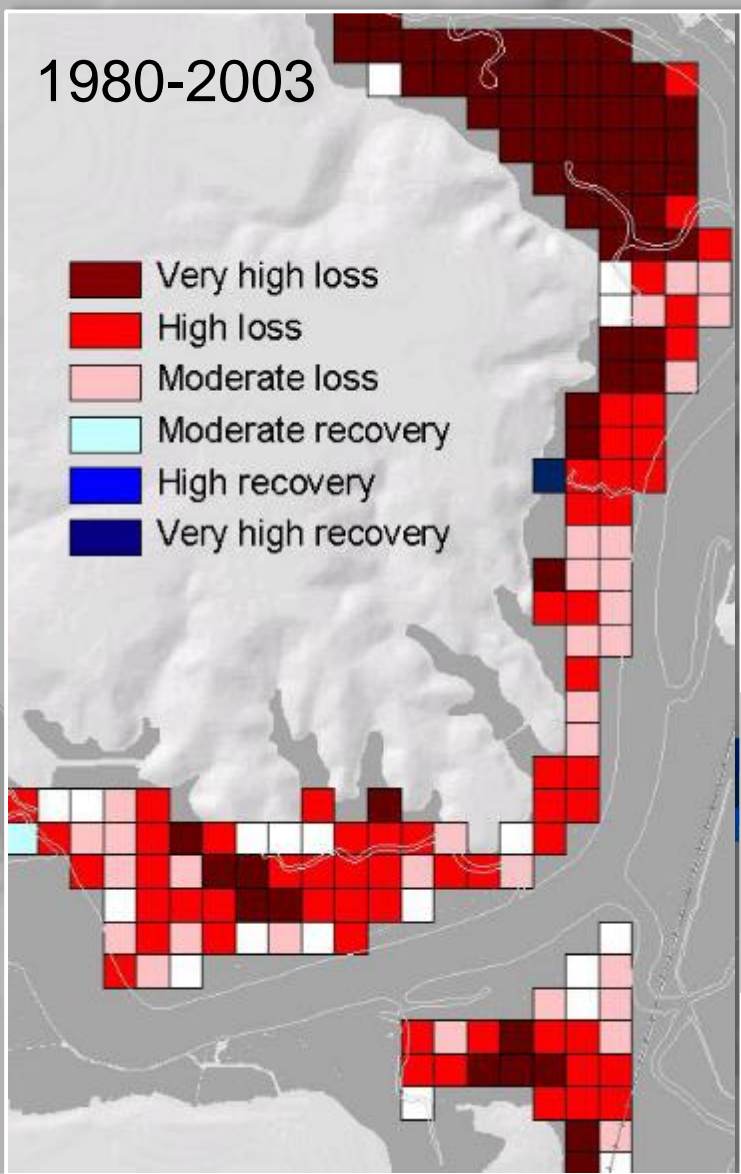 1980-2003
Very high loss
High loss
Moderate loss
Moderate recovery
High recovery
Very high recovery